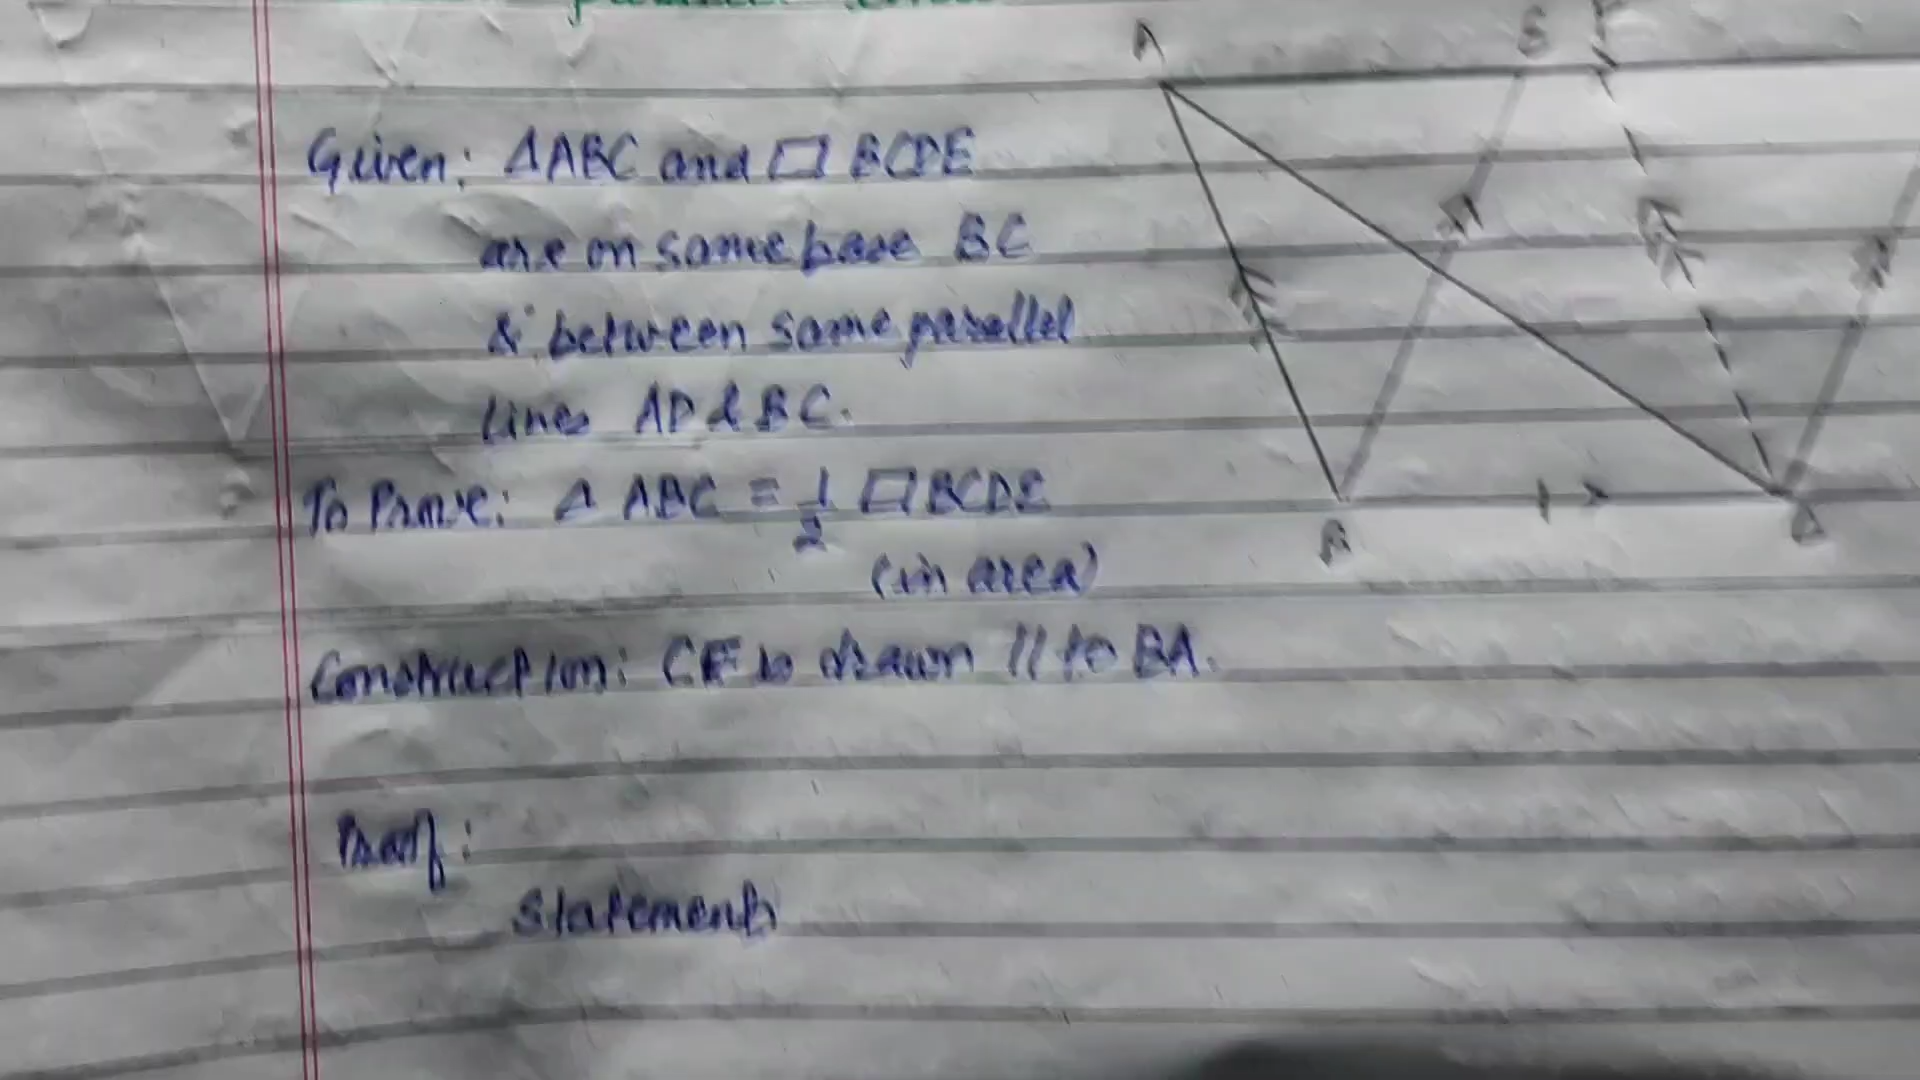 Given: ΔABC and ▱ BCDE
are on same base BC
& between same parallel
lines AD & BC.
To Prove: Δ ABC = 1/2 ▱ BCDE
(in area)
Construction: CF is drawn // to BA.
Proof:
Statements
A
E F
B